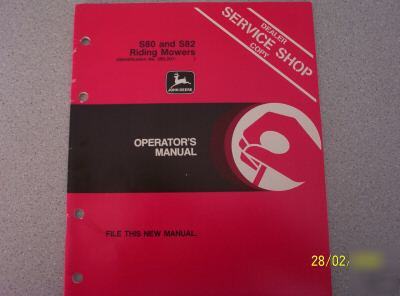 S80 and S82
Riding Mowers
DEALER
SERVICE SHOP
COPY
JOHN DEERE
OPERATOR'S
MANUAL
FILE THIS NEW MANUAL.
28/02